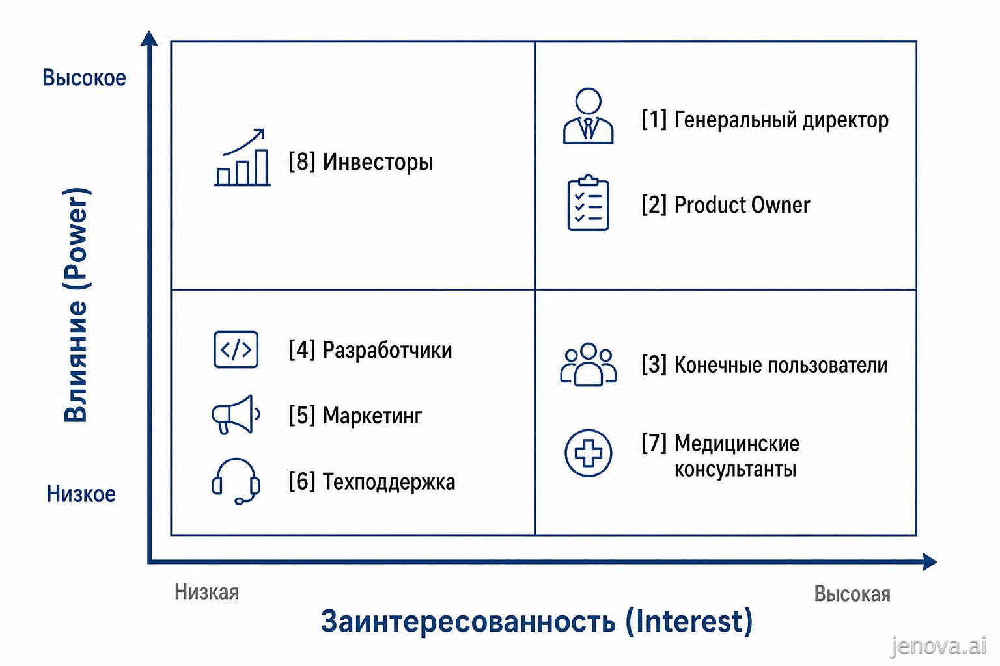 Высокое
Влияние (Power)
Низкое
[8] Инвесторы
[1] Генеральный директор
[2] Product Owner
[4] Разработчики
[5] Маркетинг
[6] Техподдержка
[3] Конечные пользователи
[7] Медицинские
консультанты
Низкая
Высокая
Заинтересованность (Interest)
jenova.ai